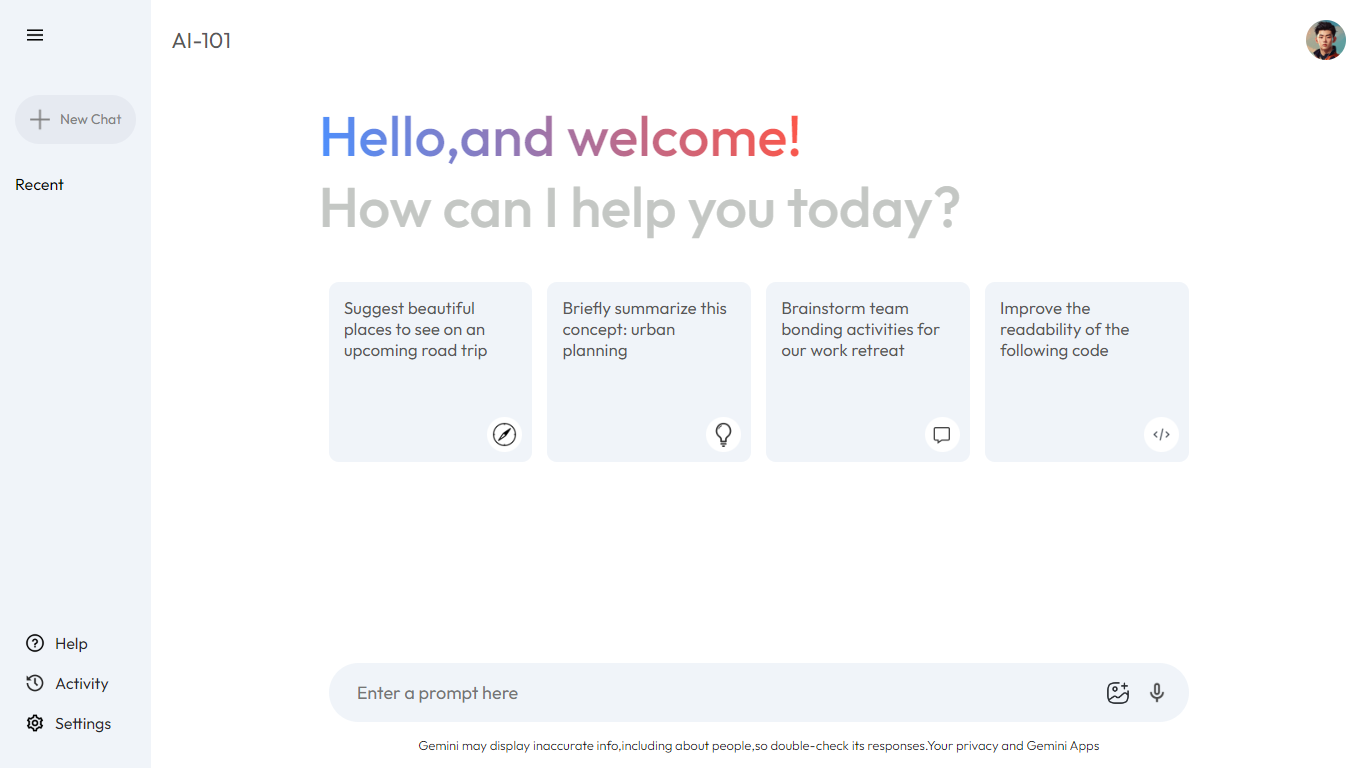 AI-101
New Chat
Recent
Hello,and welcome!
How can I help you today?
Suggest beautiful
places to see on an
upcoming road trip
Briefly summarize this
concept: urban
planning
Brainstorm team
bonding activities for
our work retreat
Improve the
readability of the
following code
Help
Activity
Settings
Enter a prompt here
Gemini may display inaccurate info,including about people,so double-check its responses.Your privacy and Gemini Apps